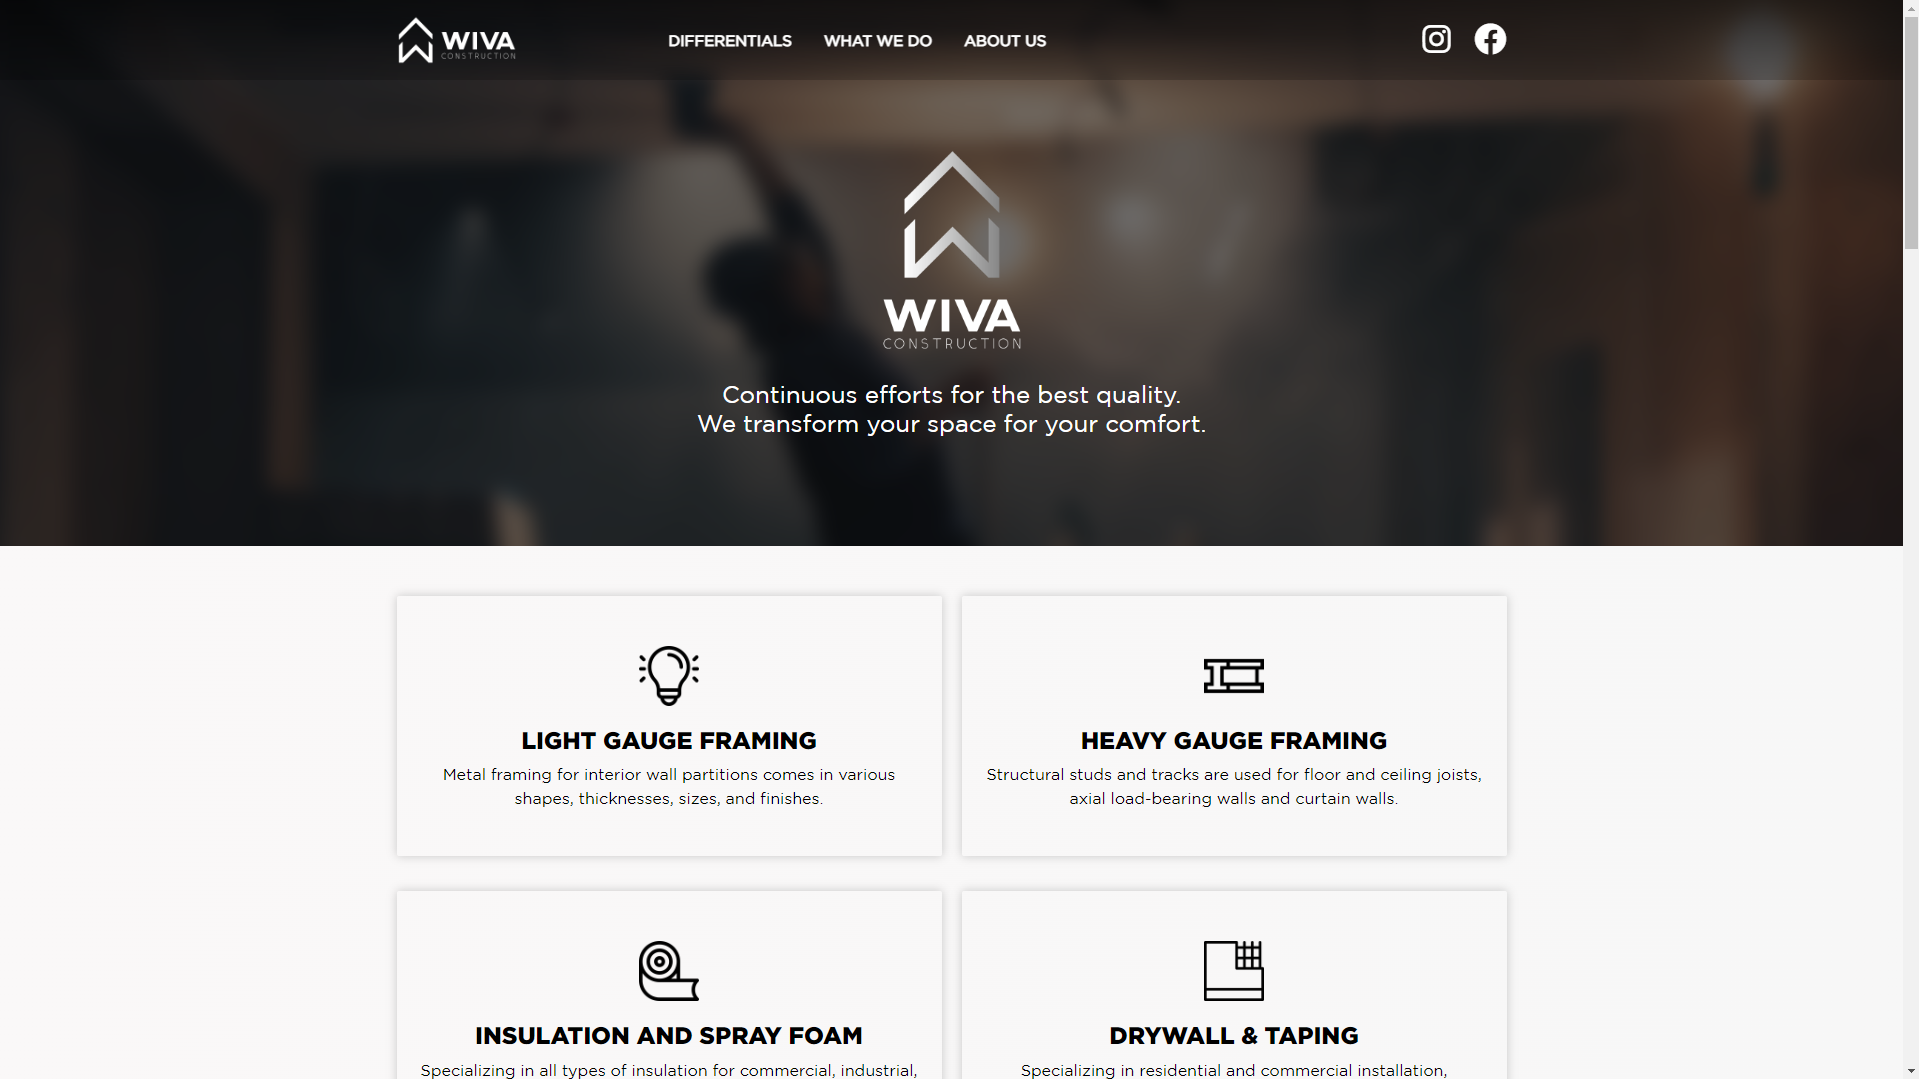 WIVA
CONSTRUCTION
DIFFERENTIALS
WHAT WE DO
ABOUT US
WIVA
CONSTRUCTION
Continuous efforts for the best quality.
We transform your space for your comfort.
LIGHT GAUGE FRAMING
Metal framing for interior wall partitions comes in various
shapes, thicknesses, sizes, and finishes.
HEAVY GAUGE FRAMING
Structural studs and tracks are used for floor and ceiling joists,
axial load-bearing walls and curtain walls.
INSULATION AND SPRAY FOAM
Specializing in all types of insulation for commercial, industrial,
DRYWALL & TAPING
Specializing in residential and commercial installation,